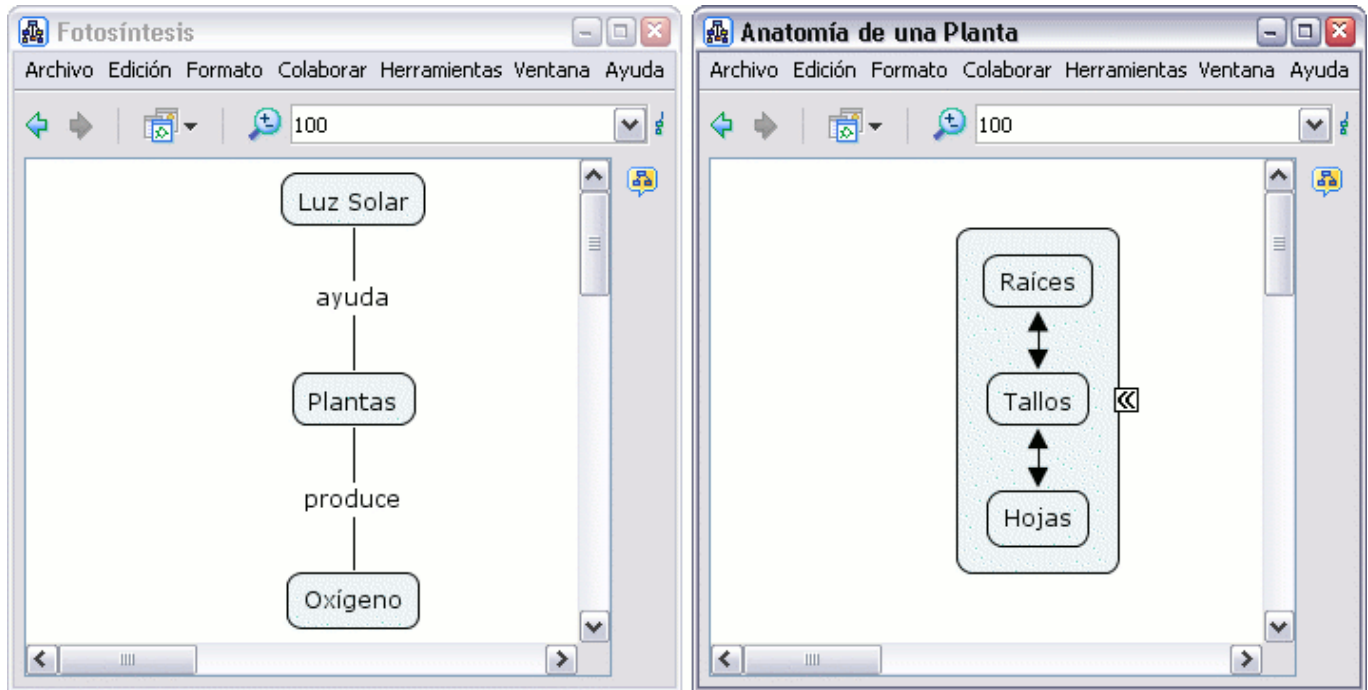 Fotosíntesis
Archivo Edición Formato Colaborar Herramientas Ventana Ayuda
100
Luz Solar
ayuda
Plantas
produce
Oxígeno
Anatomía de una Planta
Archivo Edición Formato Colaborar Herramientas Ventana Ayuda
100
Raíces
Tallos
Hojas